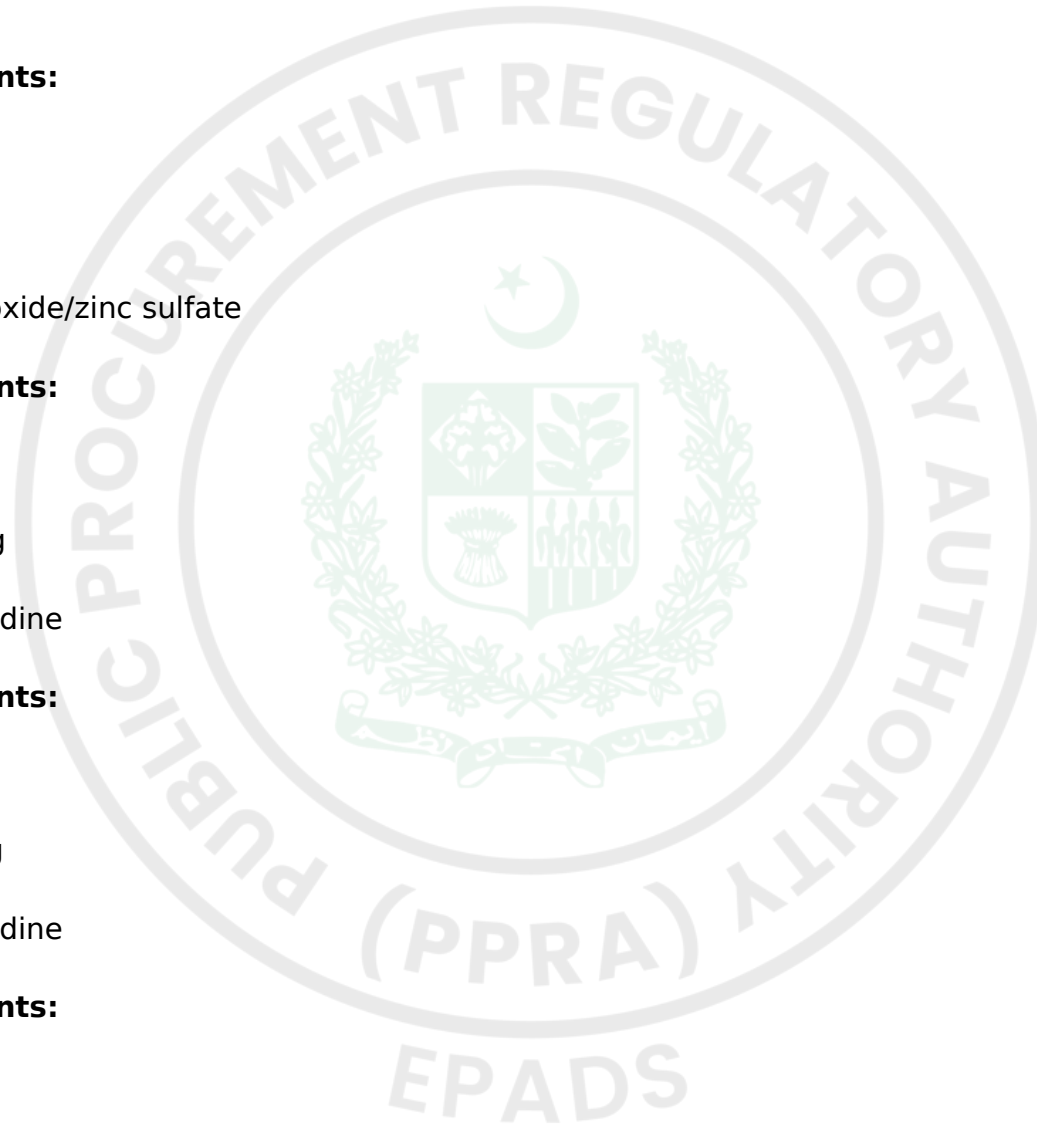 nts:
oxide/zinc sulfate
nts:
g
dine
nts:
g
dine
nts:
PUBLIC PROCUREMENT REGULATORY AUTHORITY
(PPRA)
EPADS